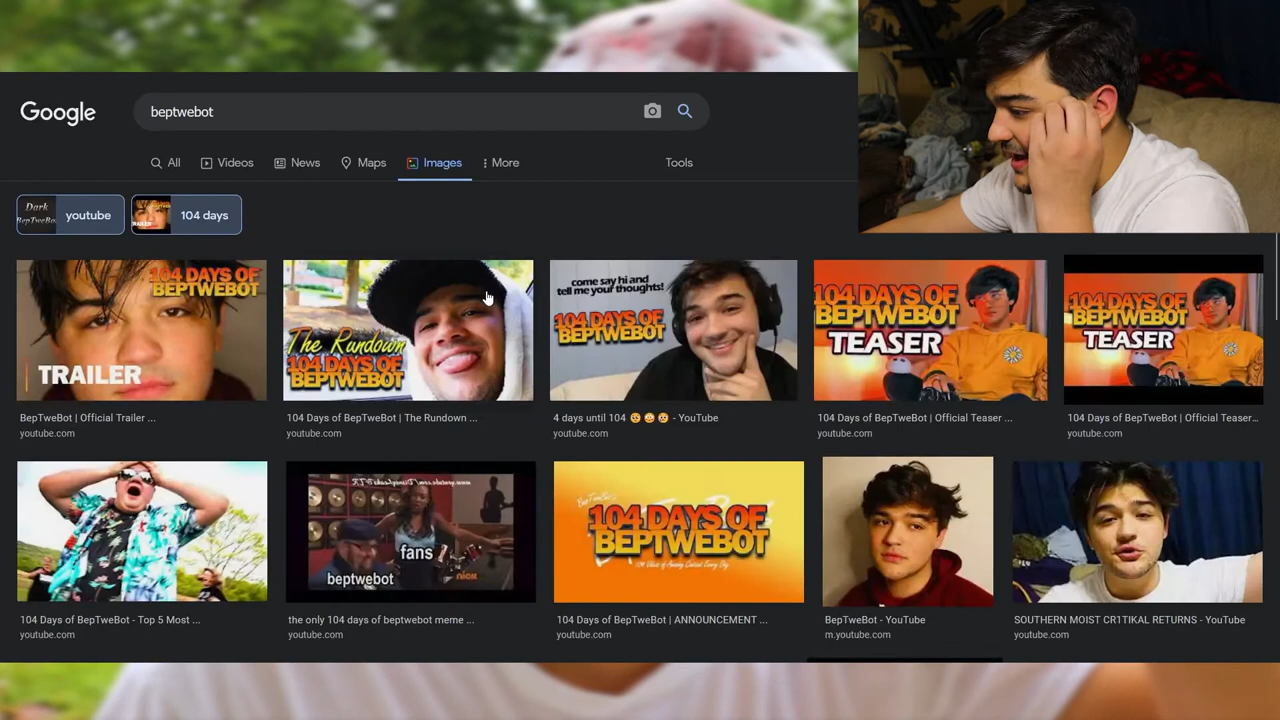 Google
beptwebot
All
Videos
News
Maps
Images
More
Tools
Dark
BepTweBot
youtube
TRAILER
104 days
104 DAYS OF
BEPTWEBOT
TRAILER
The Rundown
104 DAYS OF
BEPTWEBOT
come say hi and
tell me your thoughts!
104 DAYS OF
BEPTWEBOT
104 DAYS OF
BEPTWEBOT
TEASER
104 DAYS OF
BEPTWEBOT
TEASER
BepTweBot | Official Trailer ...
youtube.com
104 Days of BepTweBot | The Rundown ...
youtube.com
4 days until 104 😢😳😿 - YouTube
youtube.com
104 Days of BepTweBot | Official Teaser ...
youtube.com
104 Days of BepTweBot | Official Teaser...
youtube.com
fans
beptwebot
nick
BepTweBot's
104 DAYS OF
BEPTWEBOT
104 Days of BepTweBot - Top 5 Most ...
youtube.com
the only 104 days of beptwebot meme ...
youtube.com
104 Days of BepTweBot | ANNOUNCEMENT ...
youtube.com
BepTweBot - YouTube
m.youtube.com
SOUTHERN MOIST CR1TIKAL RETURNS - YouTube
youtube.com